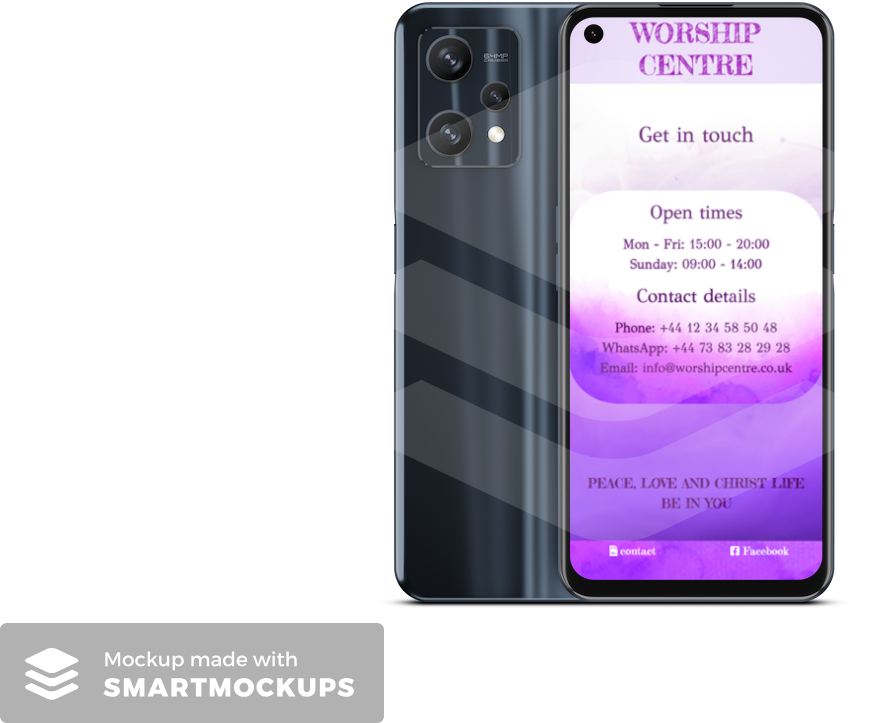 64MP
WORSHIP
CENTRE
Get in touch
Open times
Mon - Fri: 15:00 - 20:00
Sunday: 09:00 - 14:00
Contact details
Phone: +44 12 34 58 50 48
WhatsApp: +44 73 83 28 29 28
Email: info@worshipcentre.co.uk
PEACE, LOVE AND CHRIST LIFE
BE IN YOU
contact
Facebook
Mockup made with
SMARTMOCKUPS